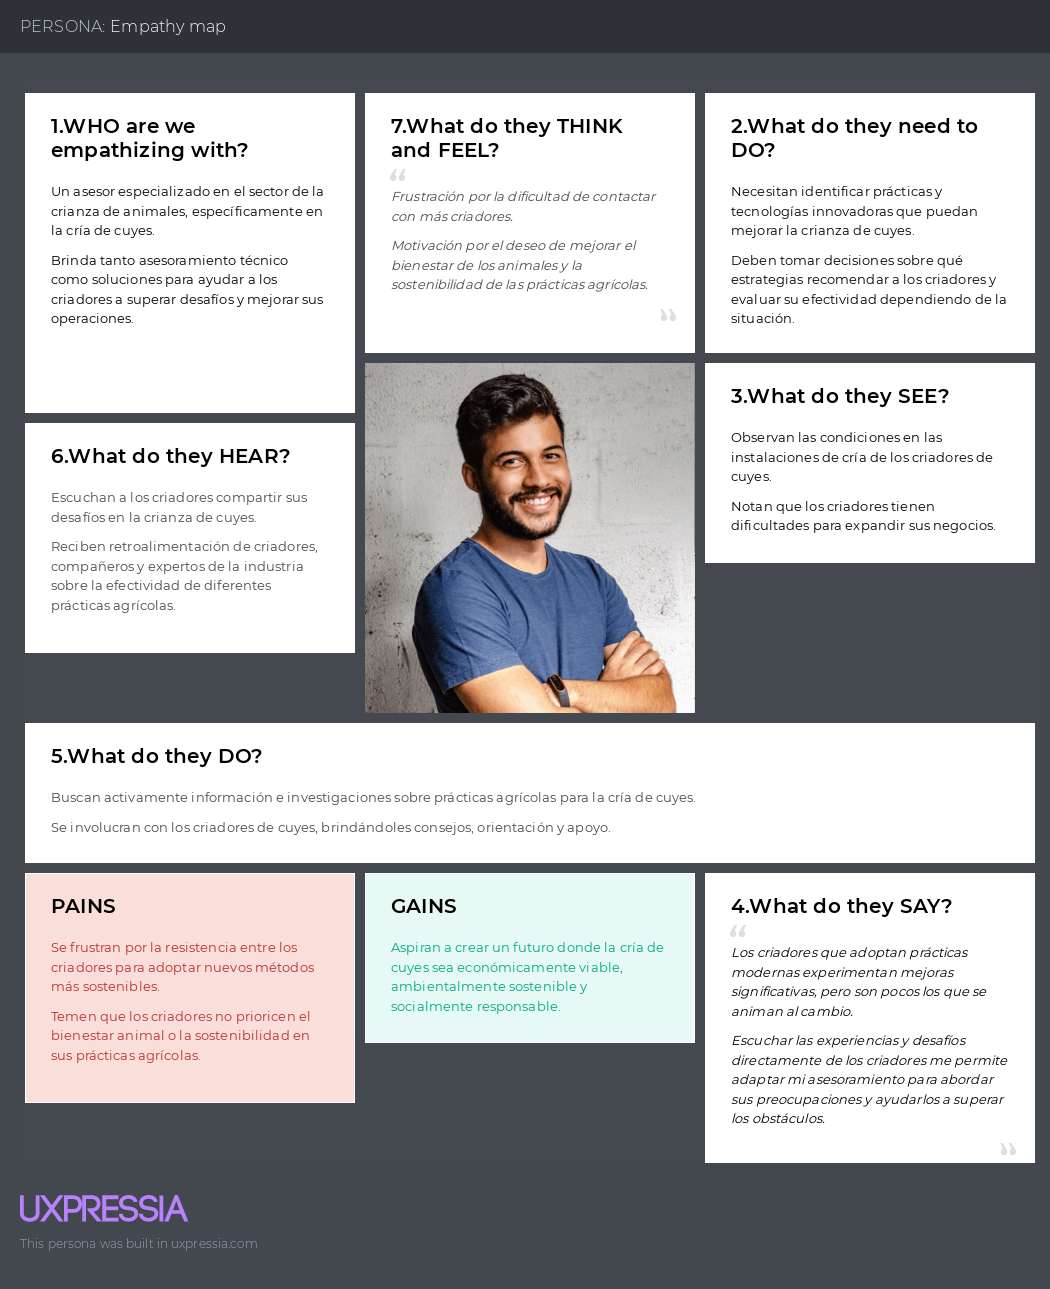 PERSONA: Empathy map
1.WHO are we
empathizing with?
Un asesor especializado en el sector de la
crianza de animales, específicamente en
la cría de cuyes.
Brinda tanto asesoramiento técnico
como soluciones para ayudar a los
criadores a superar desafíos y mejorar sus
operaciones.
7.What do they THINK
and FEEL?
“
Frustración por la dificultad de contactar
con más criadores.
Motivación por el deseo de mejorar el
bienestar de los animales y la
sostenibilidad de las prácticas agrícolas.
”
2.What do they need to
DO?
Necesitan identificar prácticas y
tecnologías innovadoras que puedan
mejorar la crianza de cuyes.
Deben tomar decisiones sobre qué
estrategias recomendar a los criadores y
evaluar su efectividad dependiendo de la
situación.
6.What do they HEAR?
Escuchan a los criadores compartir sus
desafíos en la crianza de cuyes.
Reciben retroalimentación de criadores,
compañeros y expertos de la industria
sobre la efectividad de diferentes
prácticas agrícolas.
3.What do they SEE?
Observan las condiciones en las
instalaciones de cría de los criadores de
cuyes.
Notan que los criadores tienen
dificultades para expandir sus negocios.
5.What do they DO?
Buscan activamente información e investigaciones sobre prácticas agrícolas para la cría de cuyes.
Se involucran con los criadores de cuyes, brindándoles consejos, orientación y apoyo.
PAINS
Se frustran por la resistencia entre los
criadores para adoptar nuevos métodos
más sostenibles.
Temen que los criadores no prioricen el
bienestar animal o la sostenibilidad en
sus prácticas agrícolas.
GAINS
Aspiran a crear un futuro donde la cría de
cuyes sea económicamente viable,
ambientalmente sostenible y
socialmente responsable.
4.What do they SAY?
“
Los criadores que adoptan prácticas
modernas experimentan mejoras
significativas, pero son pocos los que se
animan al cambio.
Escuchar las experiencias y desafíos
directamente de los criadores me permite
adaptar mi asesoramiento para abordar
sus preocupaciones y ayudarlos a superar
los obstáculos.
”
UXPRESSIA
This persona was built in uxpressia.com